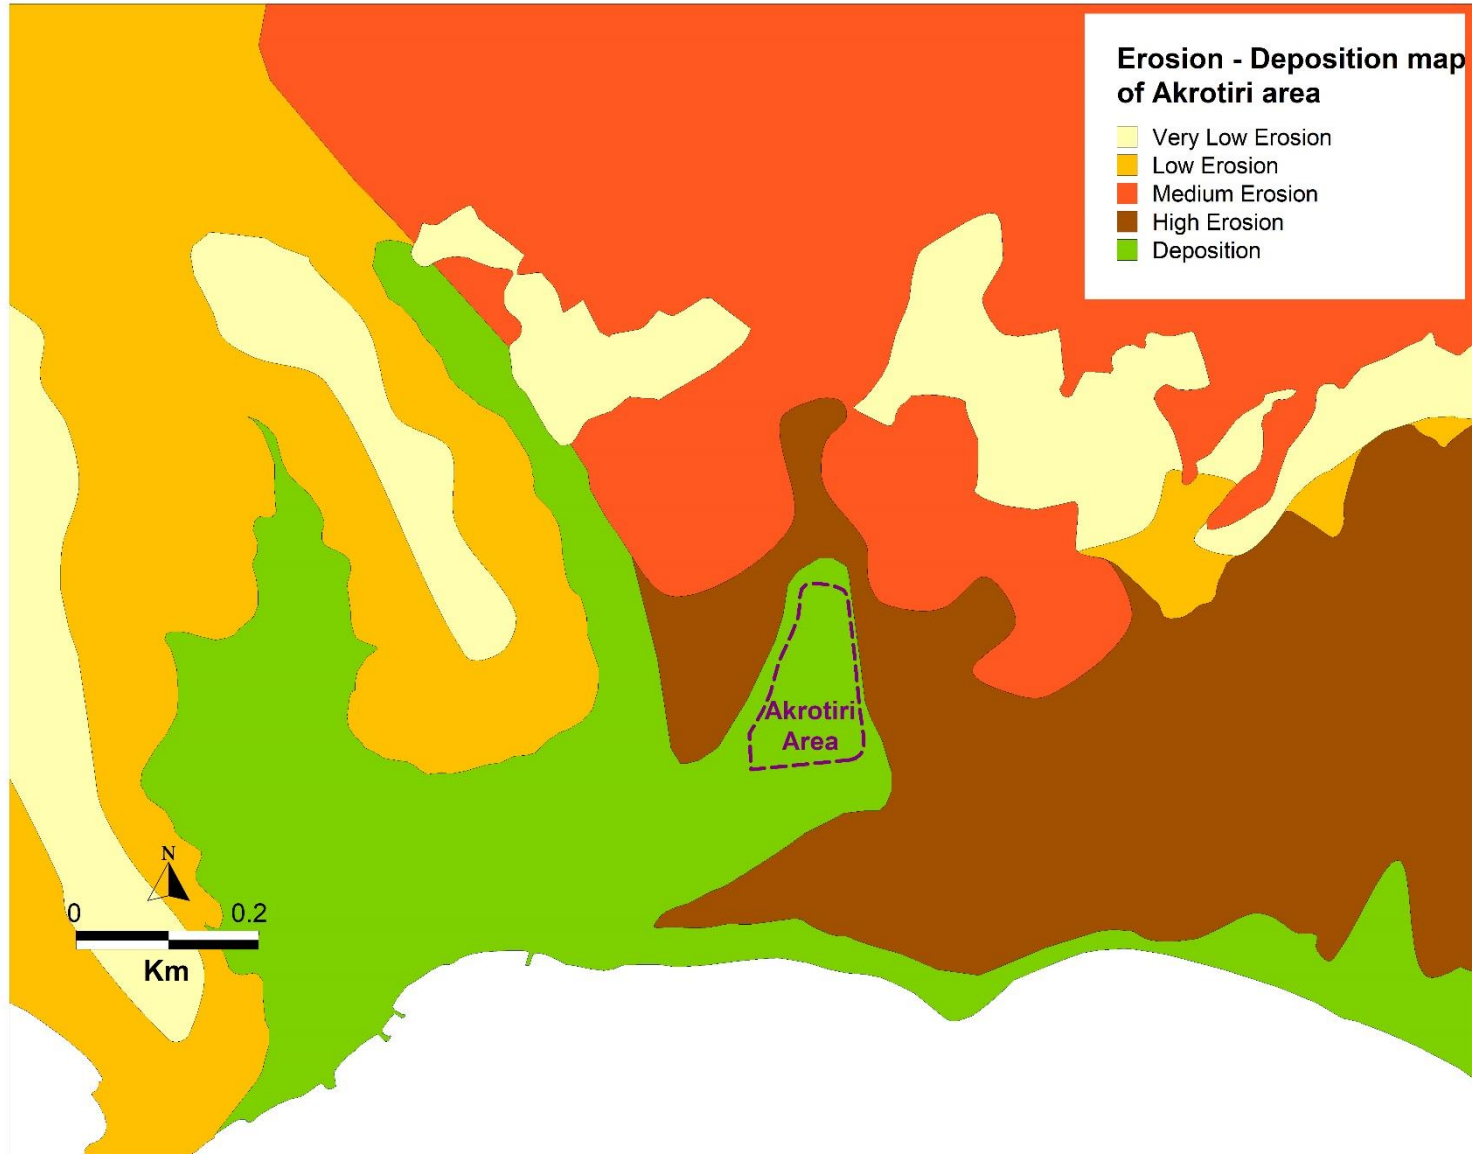 Erosion - Deposition map
of Akrotiri area
Very Low Erosion
Low Erosion
Medium Erosion
High Erosion
Deposition
Akrotiri
Area
N
0 0.2
Km